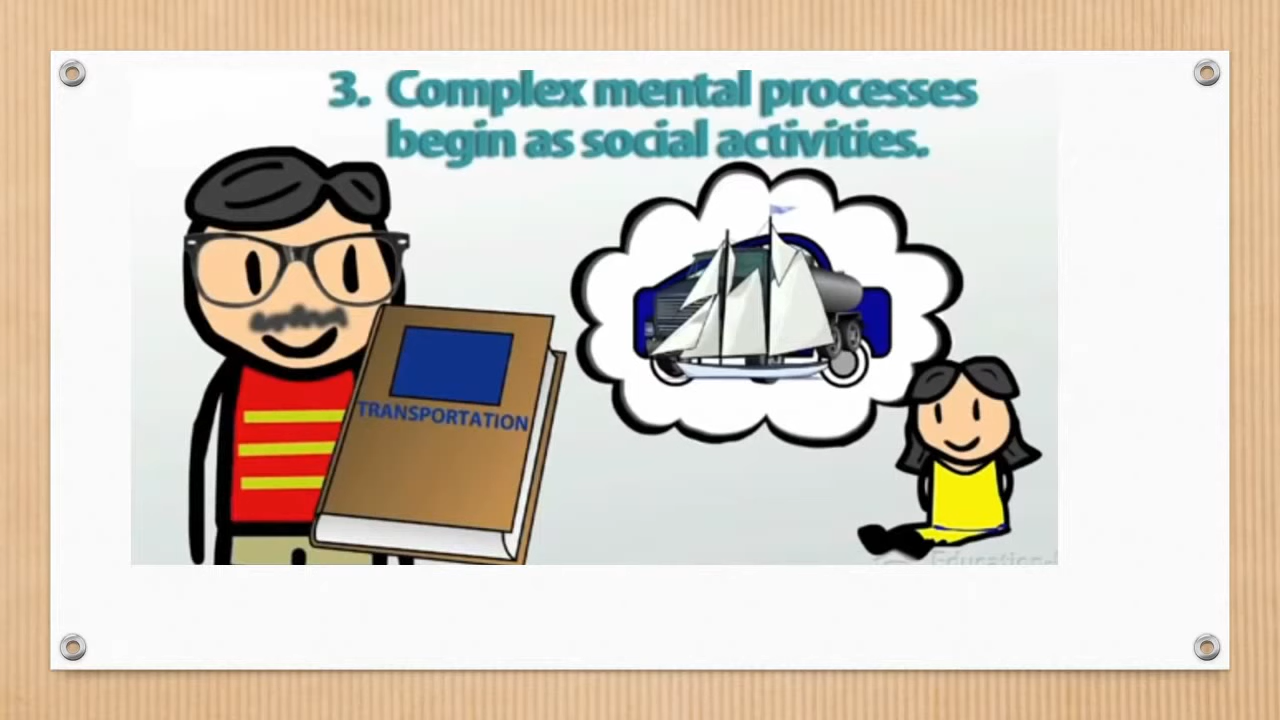 3. Complex mental processes
begin as social activities.
TRANSPORTATION